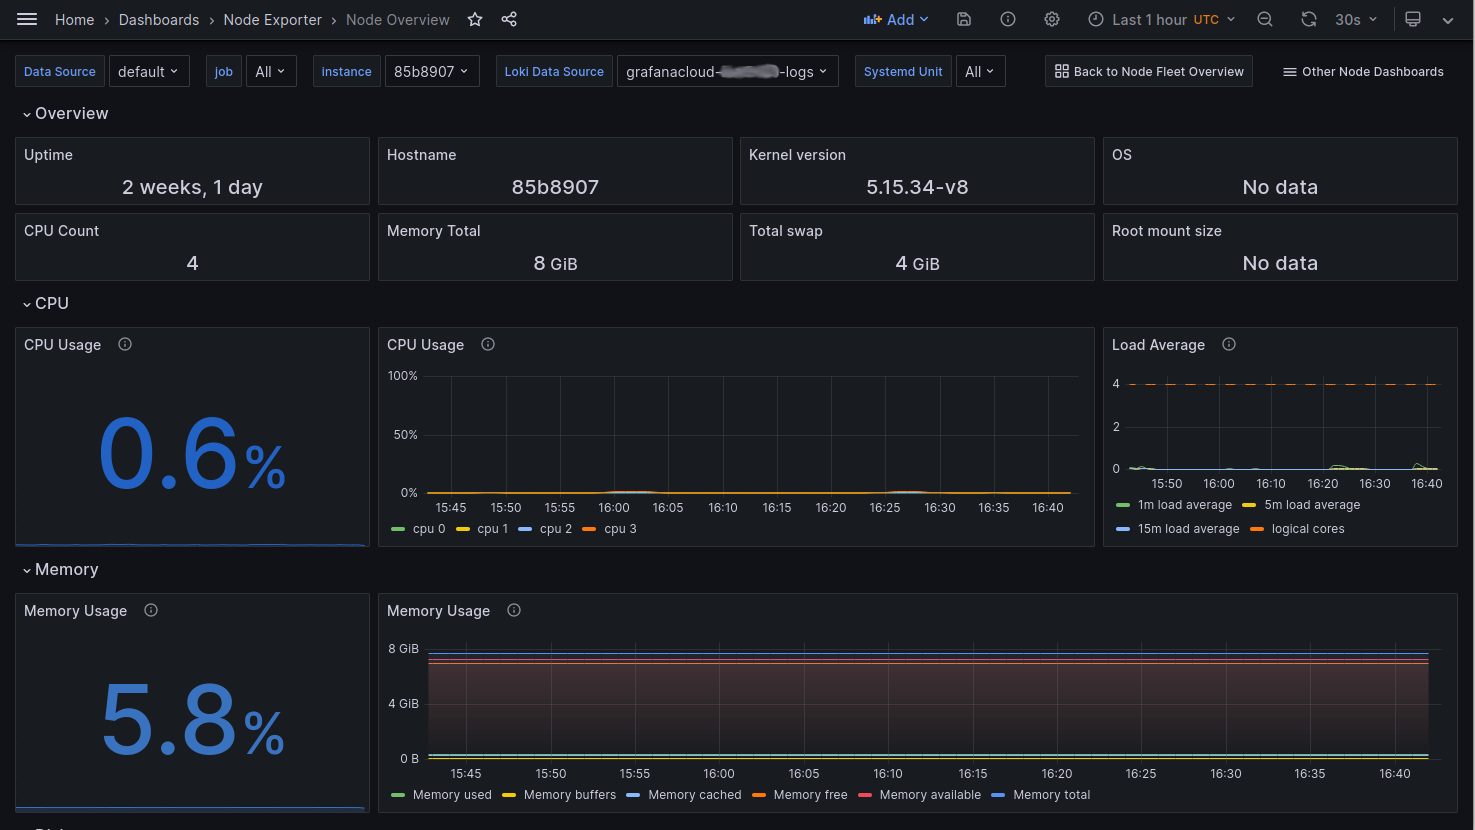 Home › Dashboards › Node Exporter › Node Overview Add Last 1 hour UTC 30s
Data Source default job All instance 85b8907 Loki Data Source grafanacloud- -logs Systemd Unit All Back to Node Fleet Overview Other Node Dashboards
Overview
Uptime Hostname Kernel version OS
2 weeks, 1 day 85b8907 5.15.34-v8 No data
CPU Count Memory Total Total swap Root mount size
4 8 GiB 4 GiB No data
CPU
CPU Usage
0.6%
CPU Usage
100%
50%
0%
15:45 15:50 15:55 16:00 16:05 16:10 16:15 16:20 16:25 16:30 16:35 16:40
cpu 0 cpu 1 cpu 2 cpu 3
Load Average
4
2
0
15:50 16:00 16:10 16:20 16:30 16:40
1m load average 5m load average
15m load average logical cores
Memory
Memory Usage
5.8%
Memory Usage
8 GiB
4 GiB
0 B
15:45 15:50 15:55 16:00 16:05 16:10 16:15 16:20 16:25 16:30 16:35 16:40
Memory used Memory buffers Memory cached Memory free Memory available Memory total